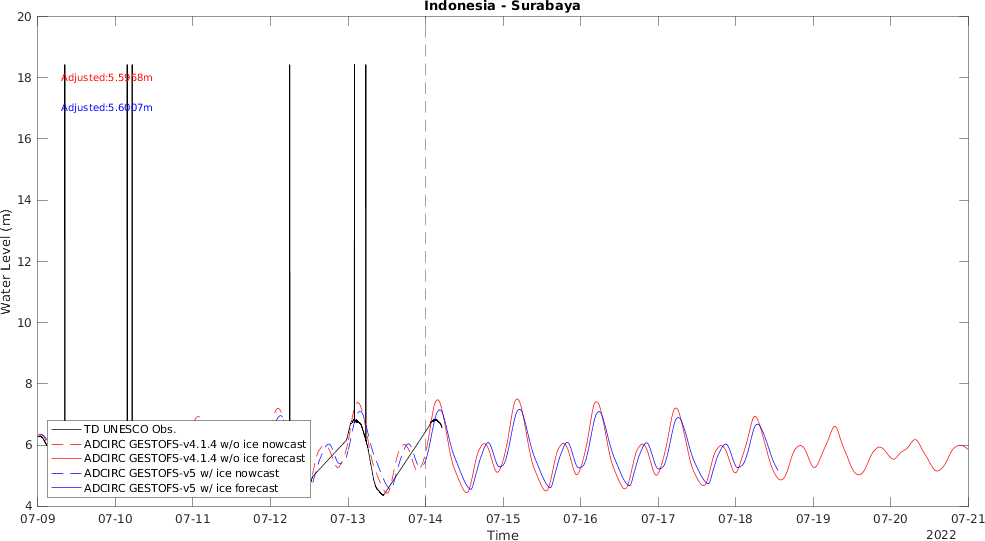 Indonesia - Surabaya
20
18
16
14
12
10
8
6
4
Water Level (m)
Adjusted:5.5968m
Adjusted:5.6007m
TD UNESCO Obs.
ADCIRC GESTOFS-v4.1.4 w/o ice nowcast
ADCIRC GESTOFS-v4.1.4 w/o ice forecast
ADCIRC GESTOFS-v5 w/ ice nowcast
ADCIRC GESTOFS-v5 w/ ice forecast
07-09 07-10 07-11 07-12 07-13 07-14 07-15 07-16 07-17 07-18 07-19 07-20 07-21
Time
2022